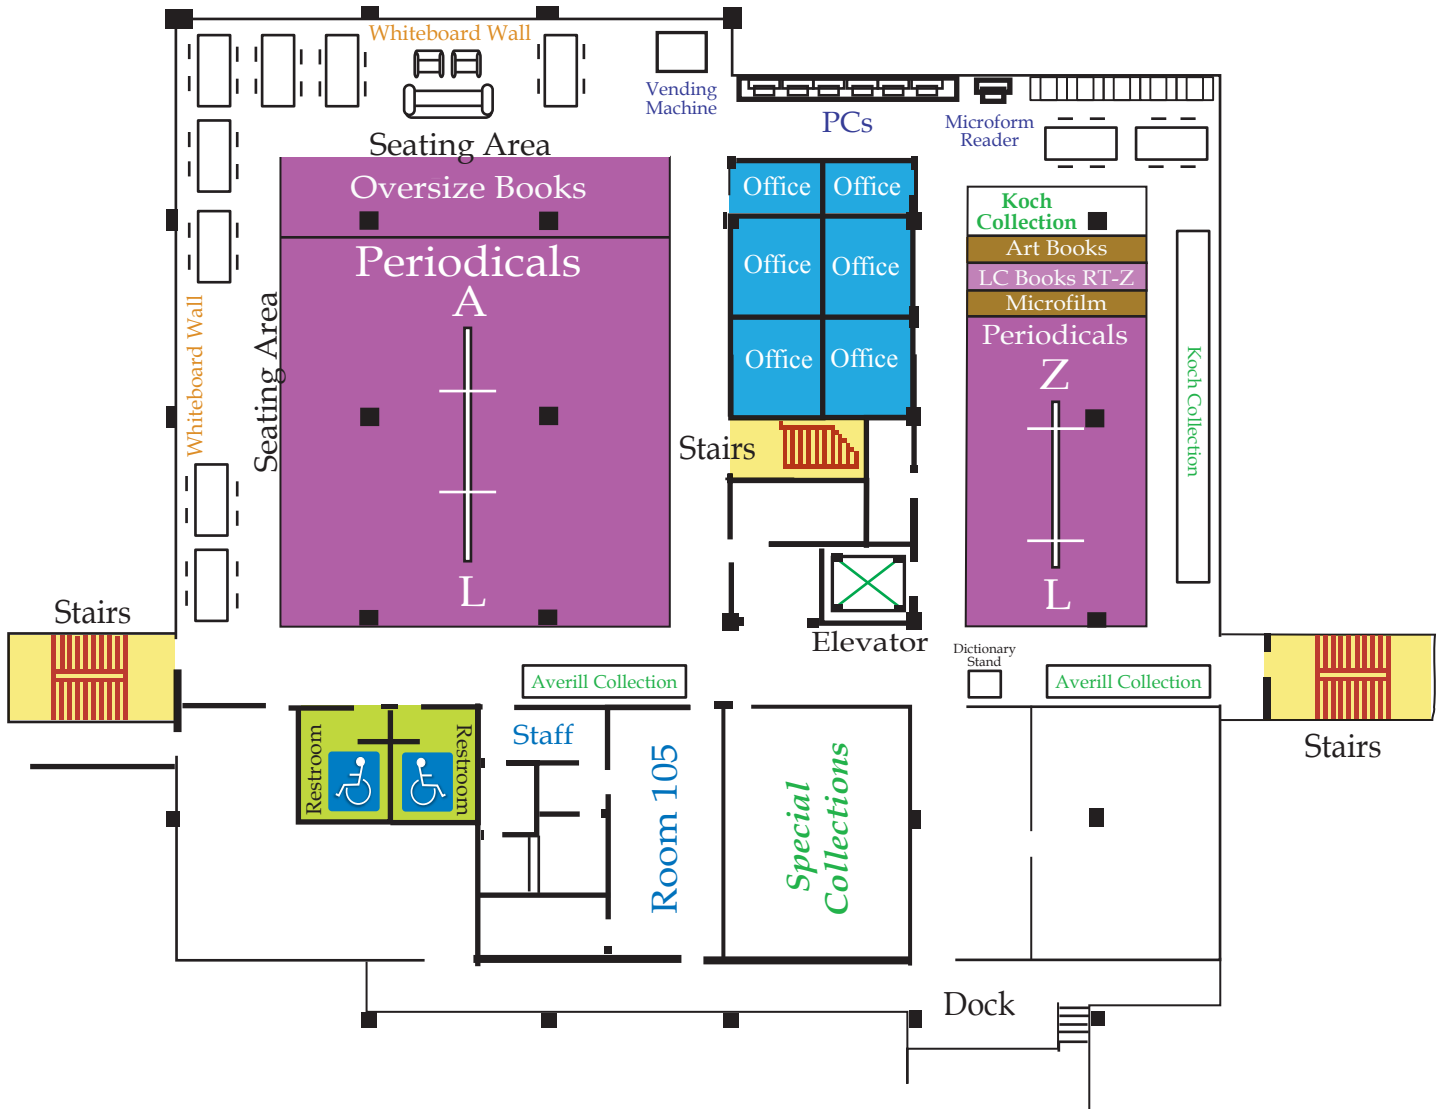 Whiteboard Wall
Vending
Machine
PCs
Microform
Reader
Seating Area
Oversize Books
Office
Office
Koch
Collection
Periodicals
A
Office
Office
Art Books
LC Books RT-Z
Microfilm
Whiteboard Wall
Seating Area
Office
Office
Periodicals
Z
Koch Collection
Stairs
L
L
Stairs
Elevator
Dictionary
Stand
Averill Collection
Averill Collection
Restroom
Restroom
Staff
Room 105
Special
Collections
Stairs
Dock